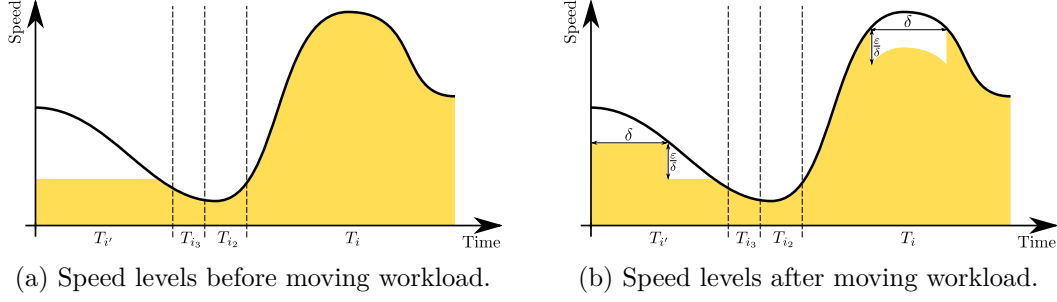 Speed
T_{i'}
T_{i_3}
T_{i_2}
T_i
Time
(a) Speed levels before moving workload.
Speed
δ
ε/δ
δ
ε/δ
T_{i'}
T_{i_3}
T_{i_2}
T_i
Time
(b) Speed levels after moving workload.